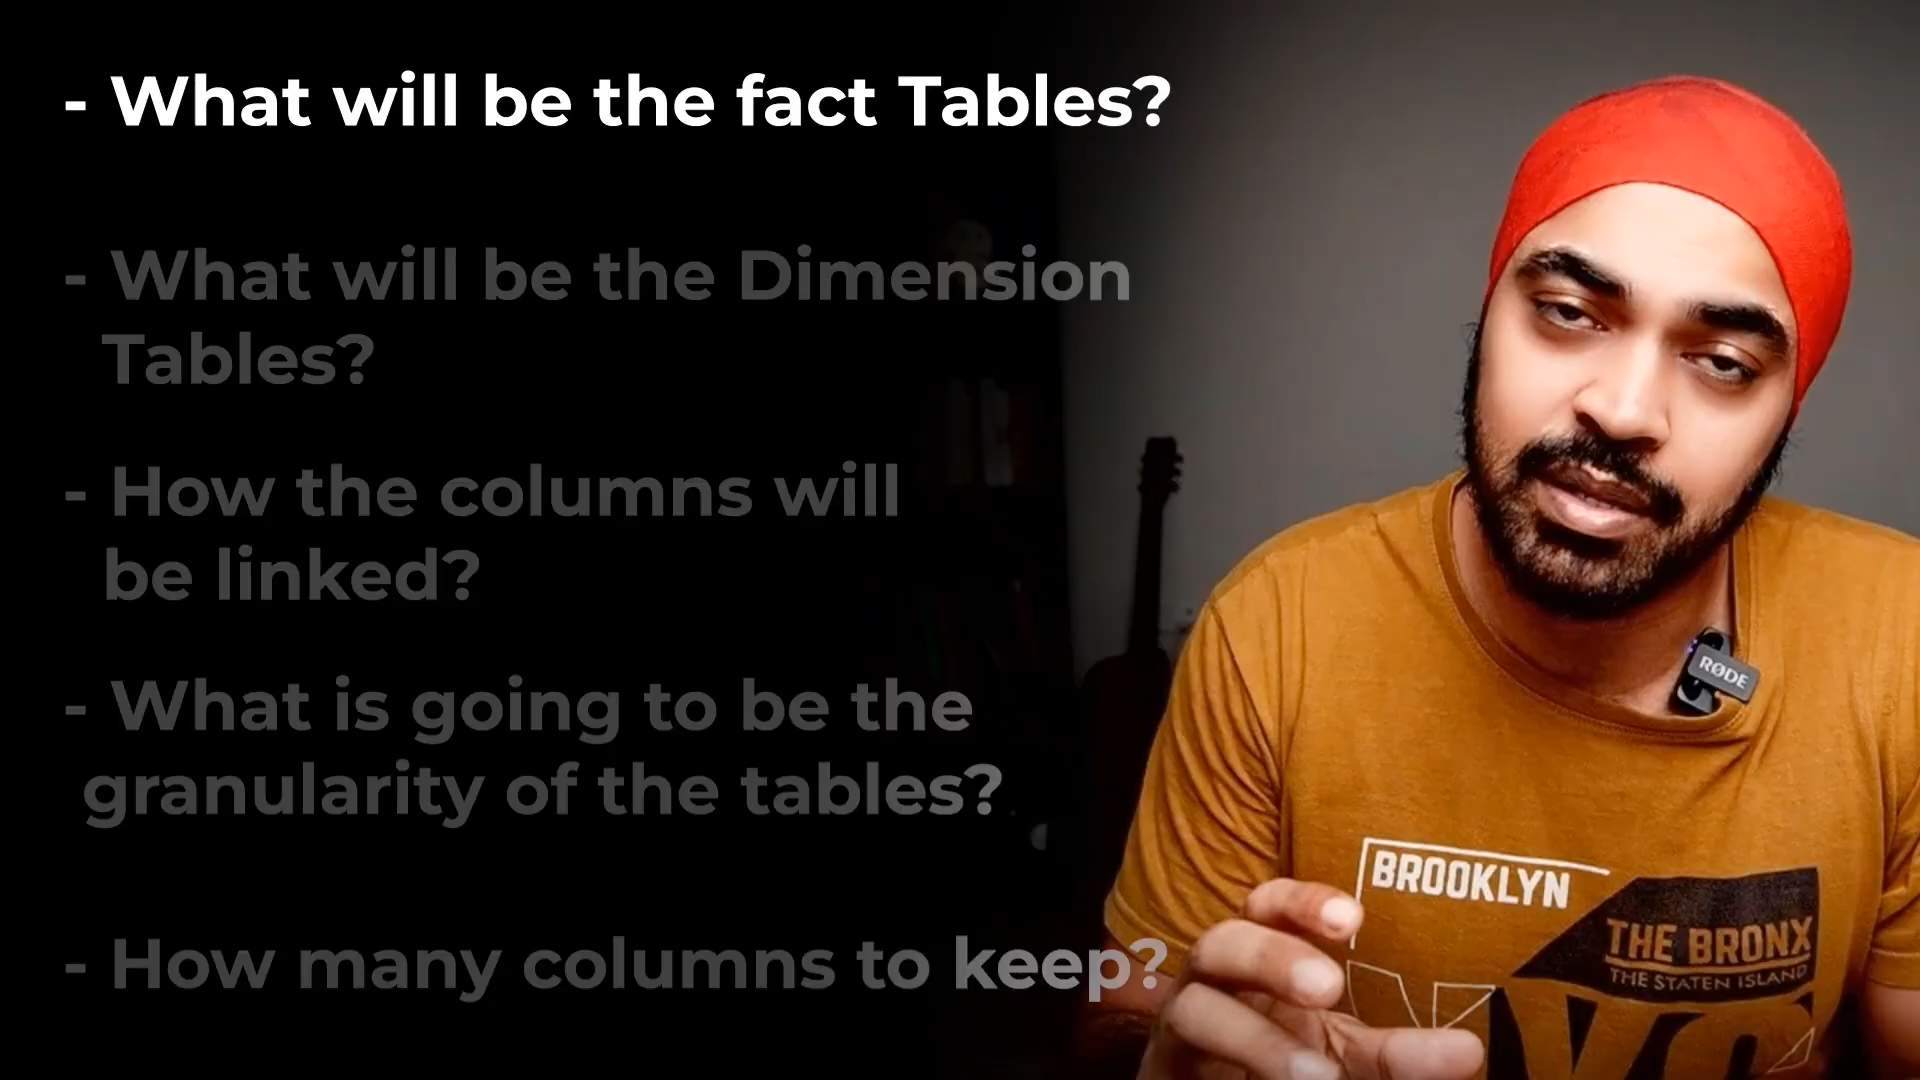 - What will be the fact Tables?
- What will be the Dimension
Tables?
- How the columns will
be linked?
- What is going to be the
granularity of the tables?
- How many columns to keep?
RØDE
BROOKLYN
THE BRONX
THE STATEN ISLAND